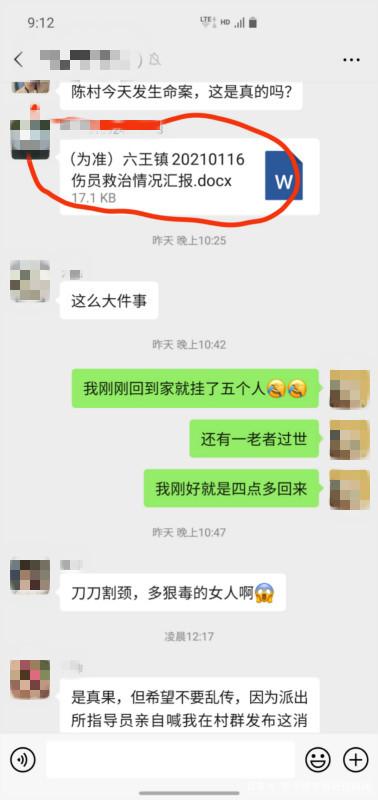 9:12
LTE
HD
陈村今天发生命案，这是真的吗？
（为准）六王镇 20210116
伤员救治情况汇报.docx
W
17.1 KB
昨天 晚上10:25
这么大件事
昨天 晚上10:42
我刚刚回到家就挂了五个人😂😂
还有一老者过世
我刚好就是四点多回来
昨天 晚上10:47
刀刀割颈，多狠毒的女人啊😱
凌晨12:17
是真果，但希望不要乱传，因为派出
所指导员亲自喊我在村群发布这消